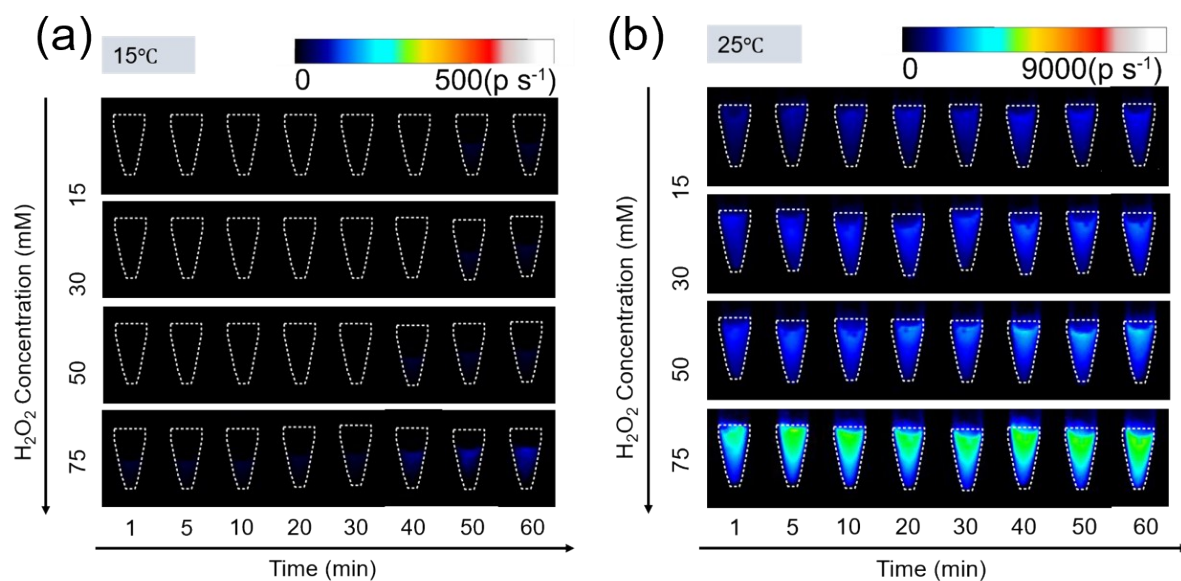 (a)
15℃
0
500(p s⁻¹)
H₂O₂ Concentration (mM)
15
30
50
75
1 5 10 20 30 40 50 60
Time (min)
(b)
25℃
0
9000(p s⁻¹)
H₂O₂ Concentration (mM)
15
30
50
75
1 5 10 20 30 40 50 60
Time (min)